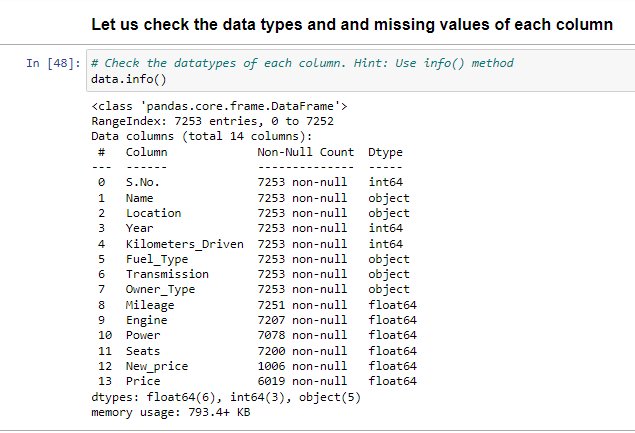 Let us check the data types and and missing values of each column
In [48]: # Check the datatypes of each column. Hint: Use info() method
data.info()
<class 'pandas.core.frame.DataFrame'>
RangeIndex: 7253 entries, 0 to 7252
Data columns (total 14 columns):
 #   Column             Non-Null Count  Dtype
---  ------             --------------  -----
 0   S.No.              7253 non-null   int64
 1   Name               7253 non-null   object
 2   Location           7253 non-null   object
 3   Year               7253 non-null   int64
 4   Kilometers_Driven  7253 non-null   int64
 5   Fuel_Type          7253 non-null   object
 6   Transmission       7253 non-null   object
 7   Owner_Type         7253 non-null   object
 8   Mileage            7251 non-null   float64
 9   Engine             7207 non-null   float64
 10  Power              7078 non-null   float64
 11  Seats              7200 non-null   float64
 12  New_price          1006 non-null   float64
 13  Price              6019 non-null   float64
dtypes: float64(6), int64(3), object(5)
memory usage: 793.4+ KB